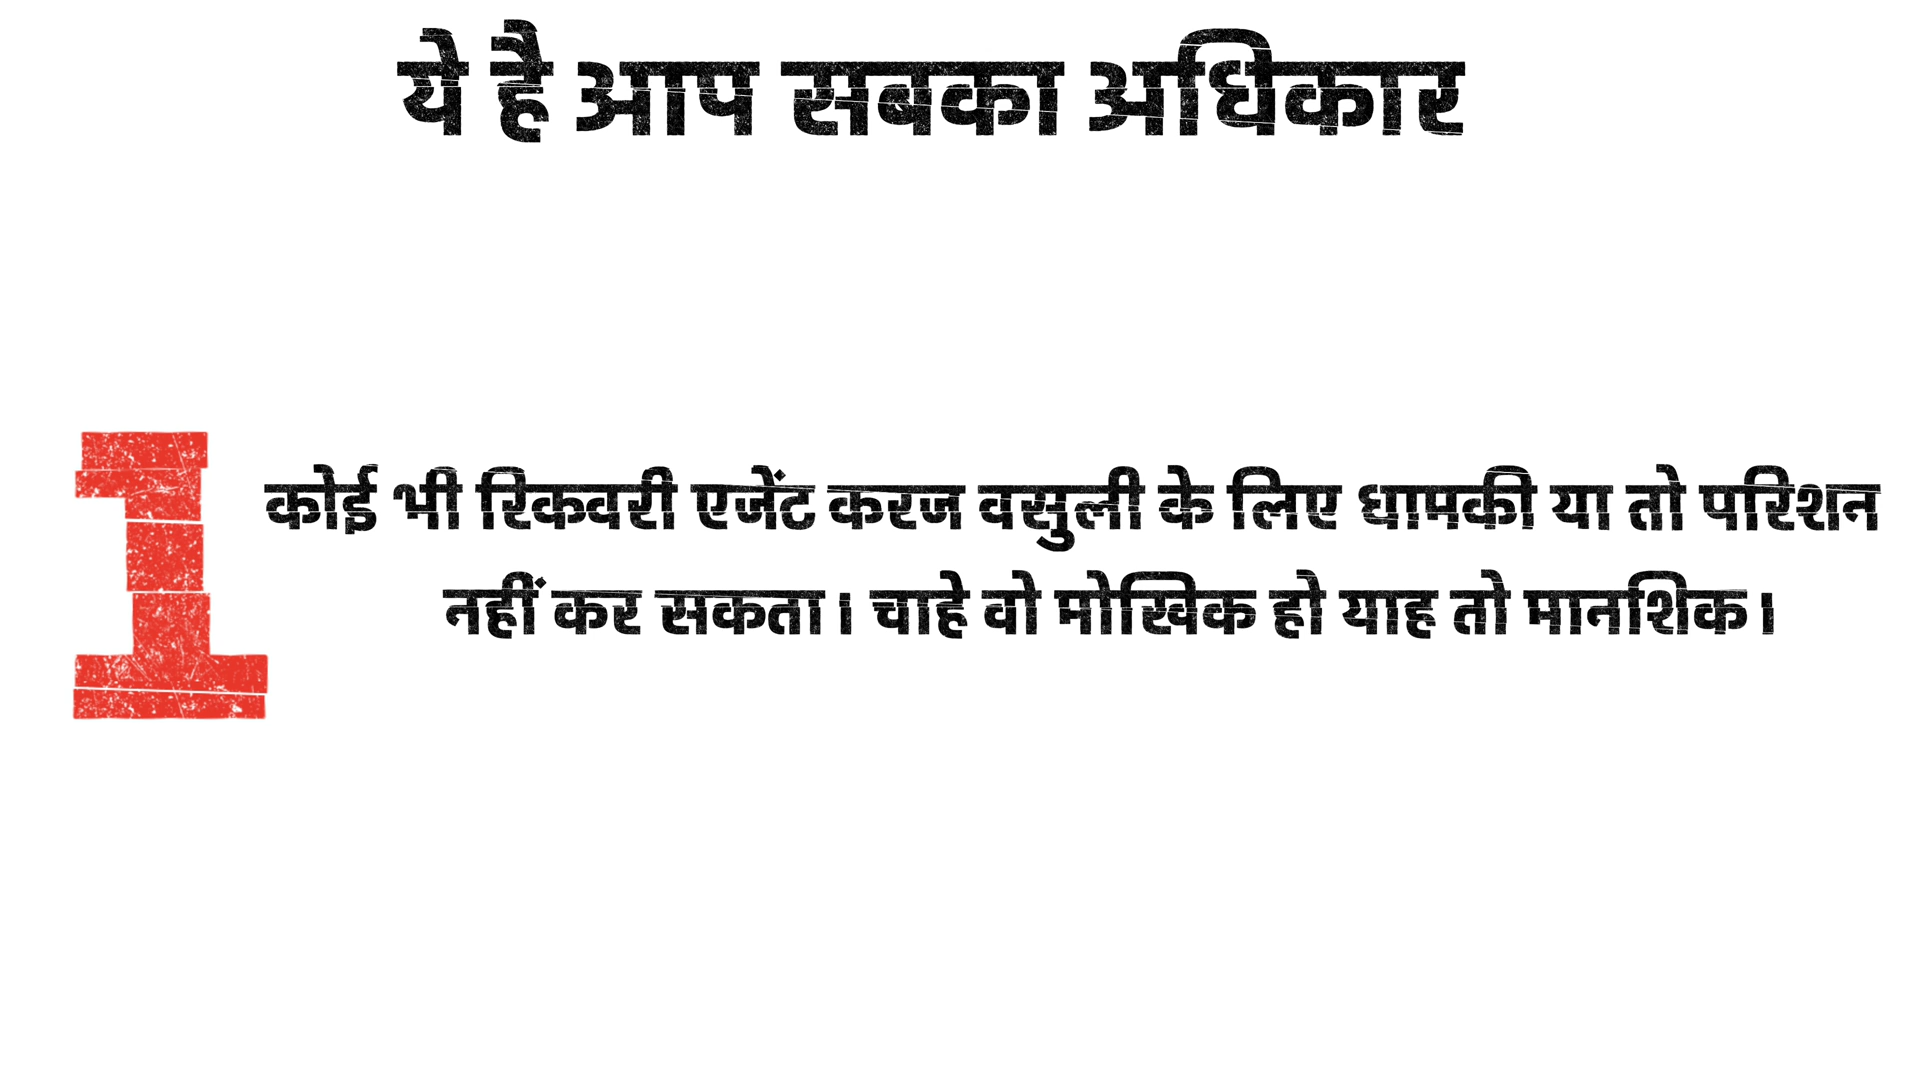 ये है आप सबका अधिकार
1
कोई भी रिकवरी एजेंट करज वसुली के लिए धामकी या तो परिशन
नहीं कर सकता। चाहे वो मोखिक हो याह तो मानशिक।